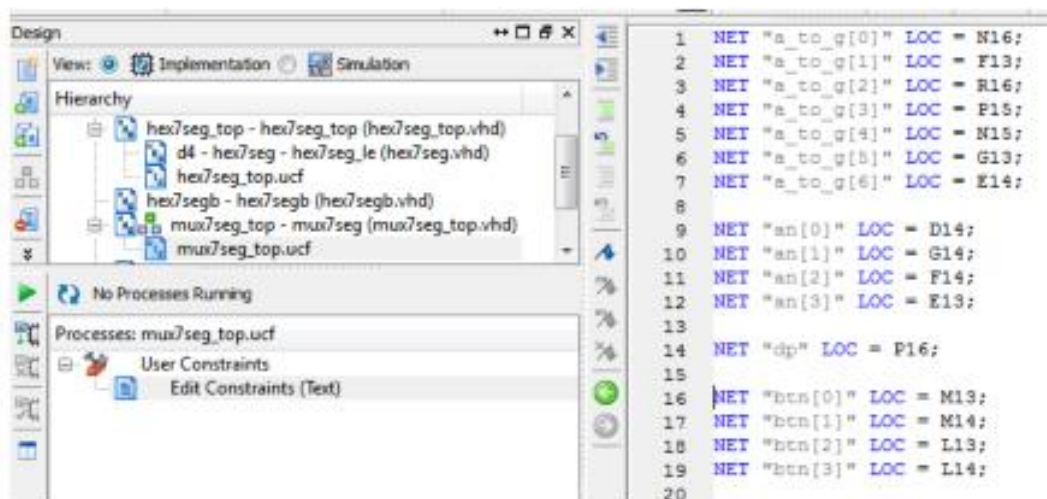 Design
View: Implementation Simulation
Hierarchy
hex7seg_top - hex7seg_top (hex7seg_top.vhd)
d4 - hex7seg - hex7seg_le (hex7seg.vhd)
hex7seg_top.ucf
hex7segb - hex7segb (hex7segb.vhd)
mux7seg_top - mux7seg (mux7seg_top.vhd)
mux7seg_top.ucf
No Processes Running
Processes: mux7seg_top.ucf
User Constraints
Edit Constraints (Text)
1 NET "a_to_g[0]" LOC = N16;
2 NET "a_to_g[1]" LOC = F13;
3 NET "a_to_g[2]" LOC = R16;
4 NET "a_to_g[3]" LOC = P15;
5 NET "a_to_g[4]" LOC = N15;
6 NET "a_to_g[5]" LOC = G13;
7 NET "a_to_g[6]" LOC = E14;
8
9 NET "an[0]" LOC = D14;
10 NET "an[1]" LOC = G14;
11 NET "an[2]" LOC = F14;
12 NET "an[3]" LOC = E13;
13
14 NET "dp" LOC = P16;
15
16 NET "btn[0]" LOC = M13;
17 NET "btn[1]" LOC = M14;
18 NET "btn[2]" LOC = L13;
19 NET "btn[3]" LOC = L14;
20